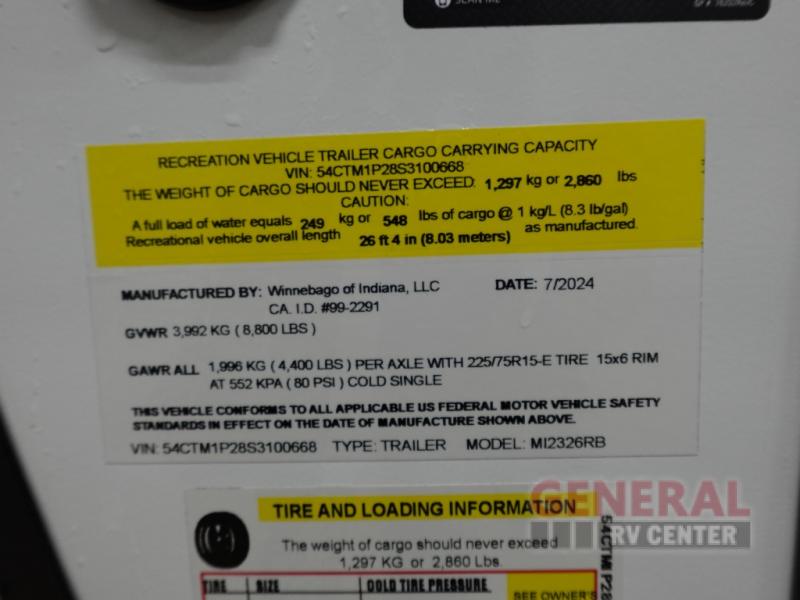 SCAN ME
RECREATION VEHICLE TRAILER CARGO CARRYING CAPACITY
VIN: 54CTM1P28S3100668
THE WEIGHT OF CARGO SHOULD NEVER EXCEED: 1,297 kg or 2,860 lbs
CAUTION:
A full load of water equals 249 kg or 548 lbs of cargo @ 1 kg/L (8.3 lb/gal)
Recreational vehicle overall length 26 ft 4 in (8.03 meters) as manufactured.
MANUFACTURED BY: Winnebago of Indiana, LLC DATE: 7/2024
CA. I.D. #99-2291
GVWR 3,992 KG ( 8,800 LBS )
GAWR ALL 1,996 KG ( 4,400 LBS ) PER AXLE WITH 225/75R15-E TIRE 15x6 RIM
AT 552 KPA ( 80 PSI ) COLD SINGLE
THIS VEHICLE CONFORMS TO ALL APPLICABLE US FEDERAL MOTOR VEHICLE SAFETY
STANDARDS IN EFFECT ON THE DATE OF MANUFACTURE SHOWN ABOVE.
VIN: 54CTM1P28S3100668 TYPE: TRAILER MODEL: MI2326RB
TIRE AND LOADING INFORMATION
The weight of cargo should never exceed
1,297 KG or 2,860 Lbs.
TIRE SIZE COLD TIRE PRESSURE
SEE OWNER'S
54CTM1P28
GENERAL
RV CENTER